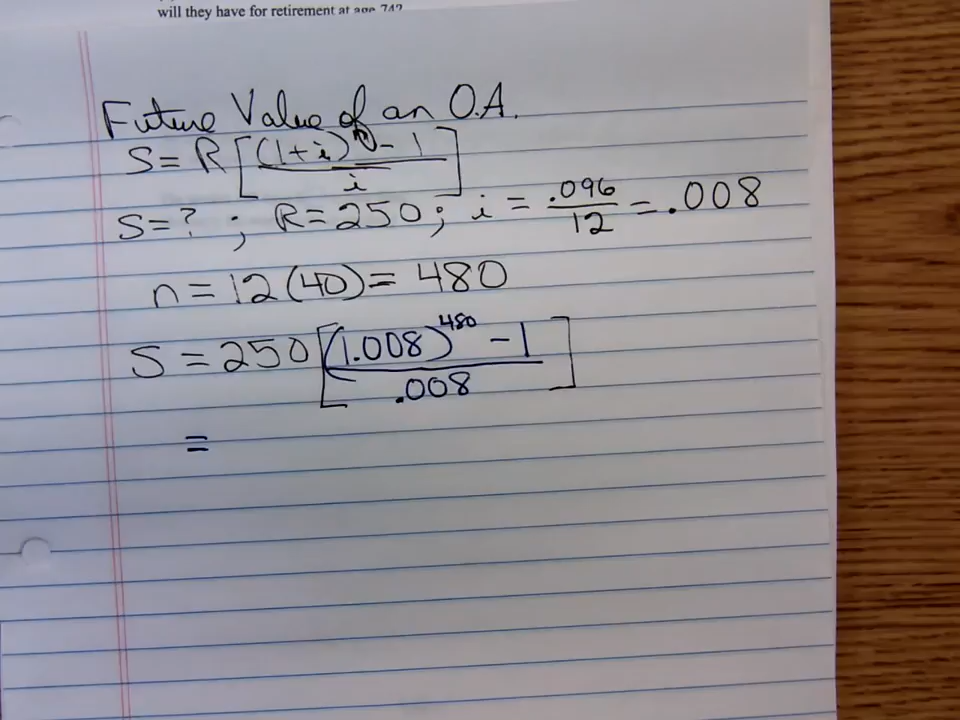 will they have for retirement at age 74?
Future Value of an O.A.
S = R [ (1+i)^n - 1 / i ]
S = ? ; R = 250 ; i = .096 / 12 = .008
n = 12 (40) = 480
S = 250 [ (1.008)^480 - 1 / .008 ]
=